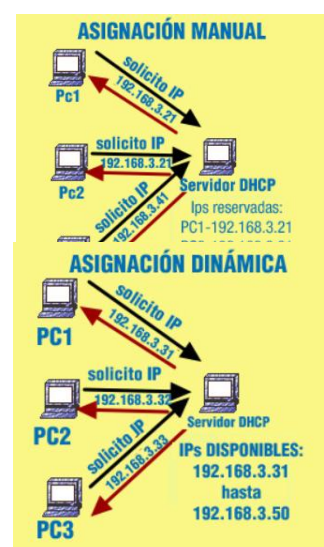 ASIGNACIÓN MANUAL
solicito IP
192.168.3.21
Pc1
solicito IP
192.168.3.21
Pc2
Servidor DHCP
solicito IP
192.168.3.41
Ips reservadas:
PC1-192.168.3.21
ASIGNACIÓN DINÁMICA
solicito IP
192.168.3.31
PC1
solicito IP
192.168.3.32
PC2
Servidor DHCP
solicito IP
192.168.3.33
PC3
IPs DISPONIBLES:
192.168.3.31
hasta
192.168.3.50